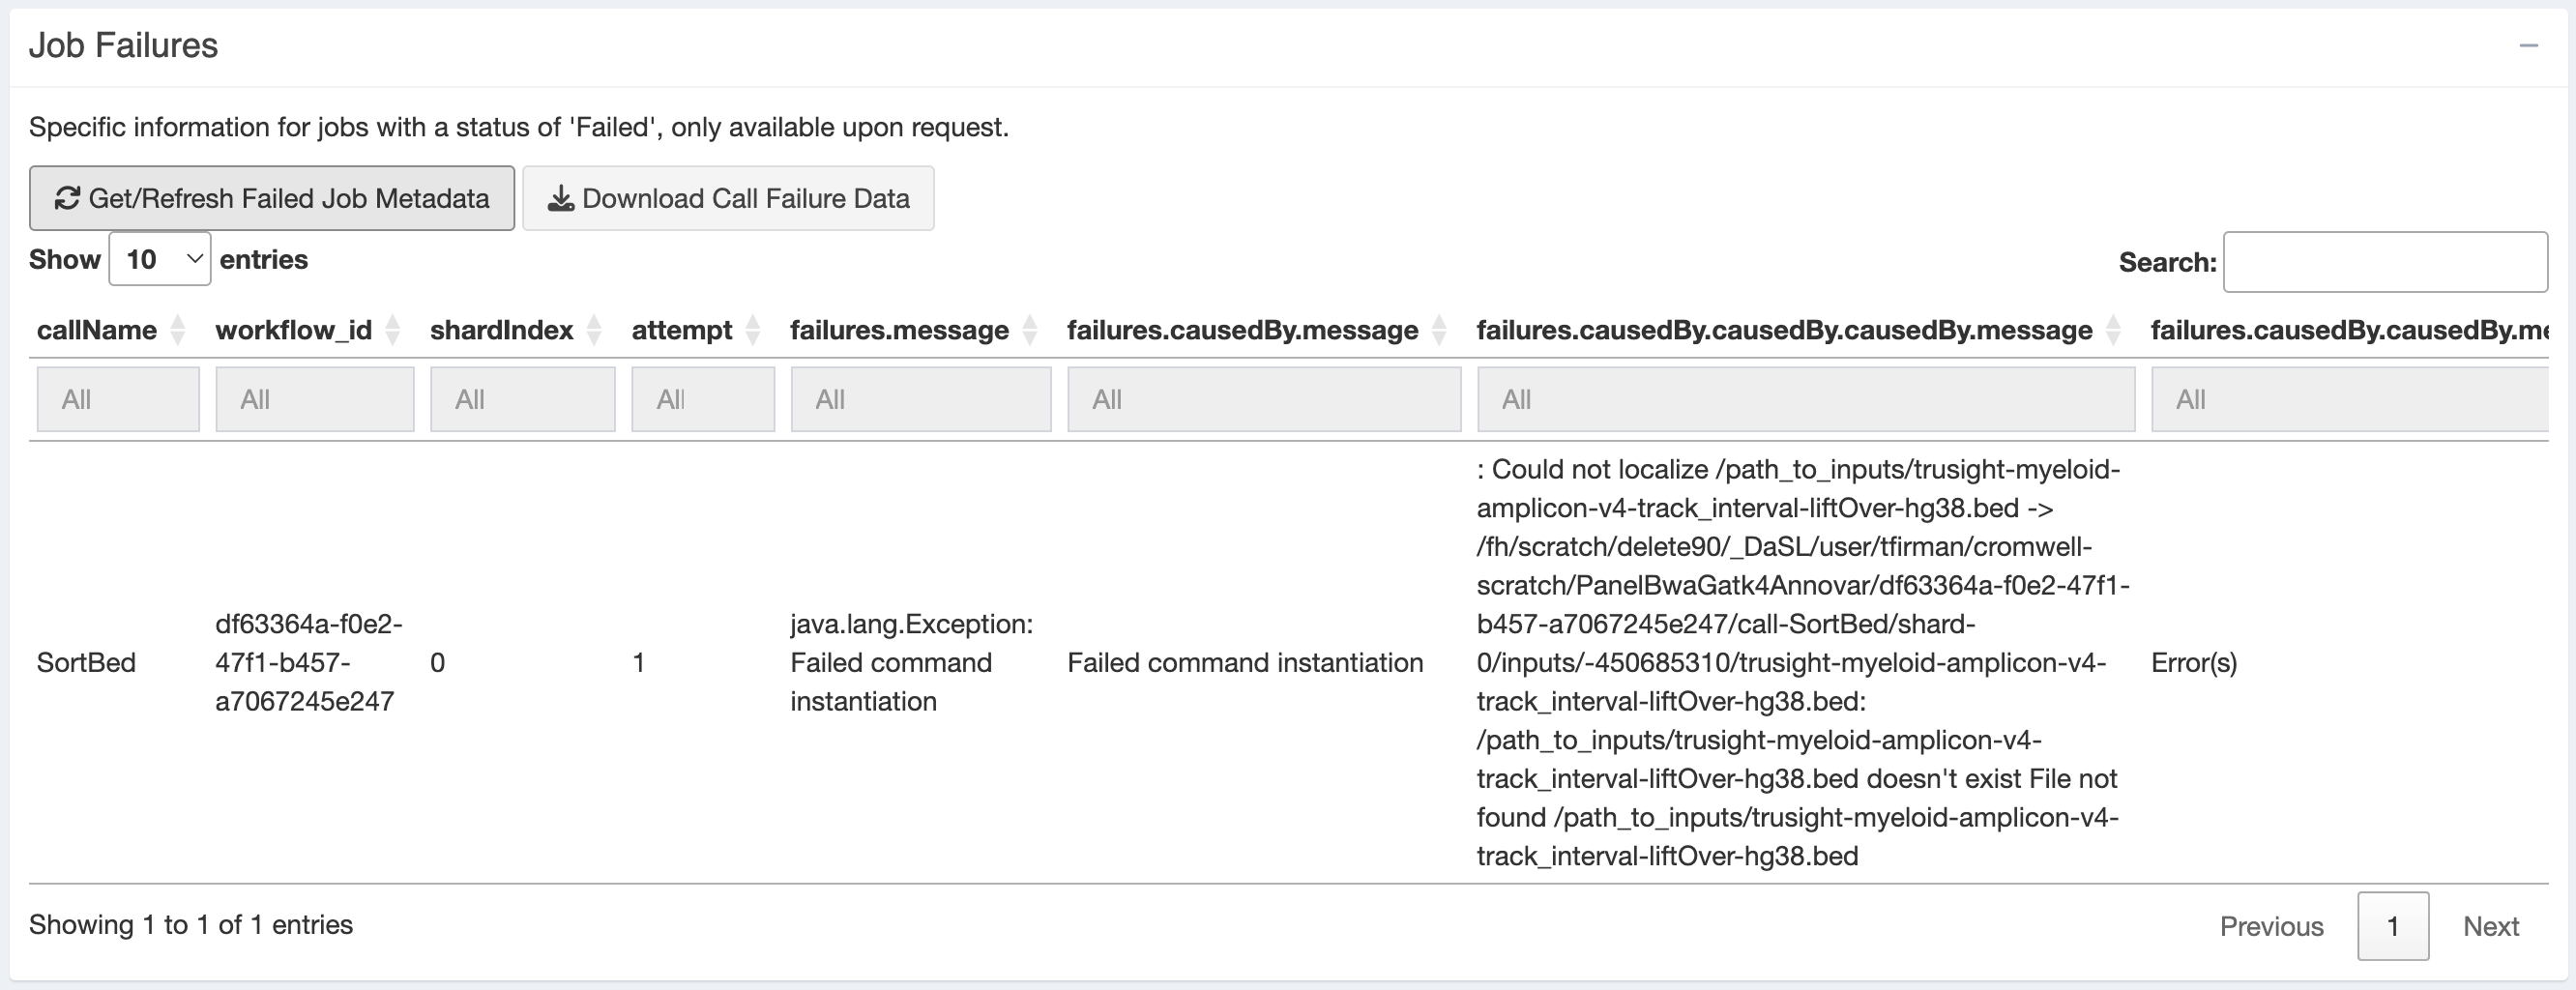 Job Failures
Specific information for jobs with a status of 'Failed', only available upon request.
Get/Refresh Failed Job Metadata
Download Call Failure Data
Show 10 entries
Search:
callName workflow_id shardIndex attempt failures.message failures.causedBy.message failures.causedBy.causedBy.causedBy.message failures.causedBy.causedBy.me
All All All All All All All All
SortBed
df63364a-f0e2-
47f1-b457-
a7067245e247
0
1
java.lang.Exception:
Failed command
instantiation
Failed command instantiation
: Could not localize /path_to_inputs/trusight-myeloid-
amplicon-v4-track_interval-liftOver-hg38.bed ->
/fh/scratch/delete90/_DaSL/user/tfirman/cromwell-
scratch/PanelBwaGatk4Annovar/df63364a-f0e2-47f1-
b457-a7067245e247/call-SortBed/shard-
0/inputs/-450685310/trusight-myeloid-amplicon-v4-
track_interval-liftOver-hg38.bed:
/path_to_inputs/trusight-myeloid-amplicon-v4-
track_interval-liftOver-hg38.bed doesn't exist File not
found /path_to_inputs/trusight-myeloid-amplicon-v4-
track_interval-liftOver-hg38.bed
Error(s)
Showing 1 to 1 of 1 entries
Previous 1 Next